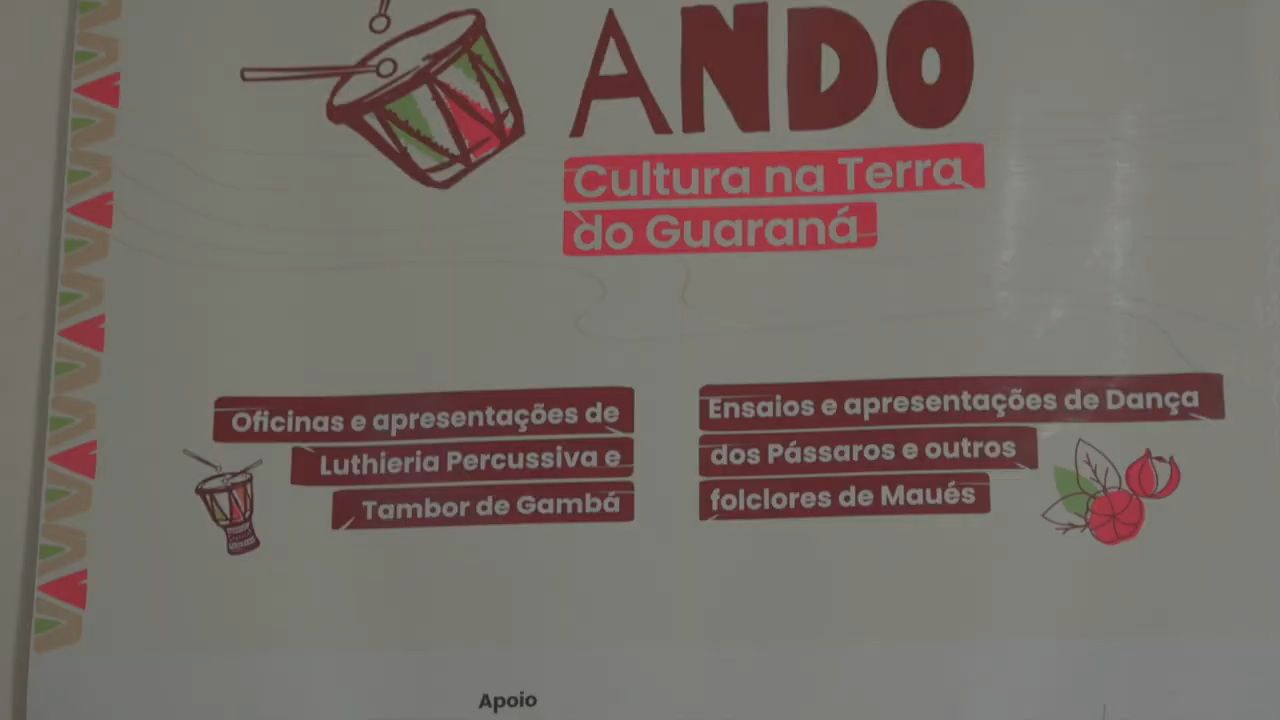 ANDO
Cultura na Terra
do Guaraná
Oficinas e apresentações de
Luthieria Percussiva e
Tambor de Gambá
Ensaios e apresentações de Dança
dos Pássaros e outros
folclores de Maués
Apoio